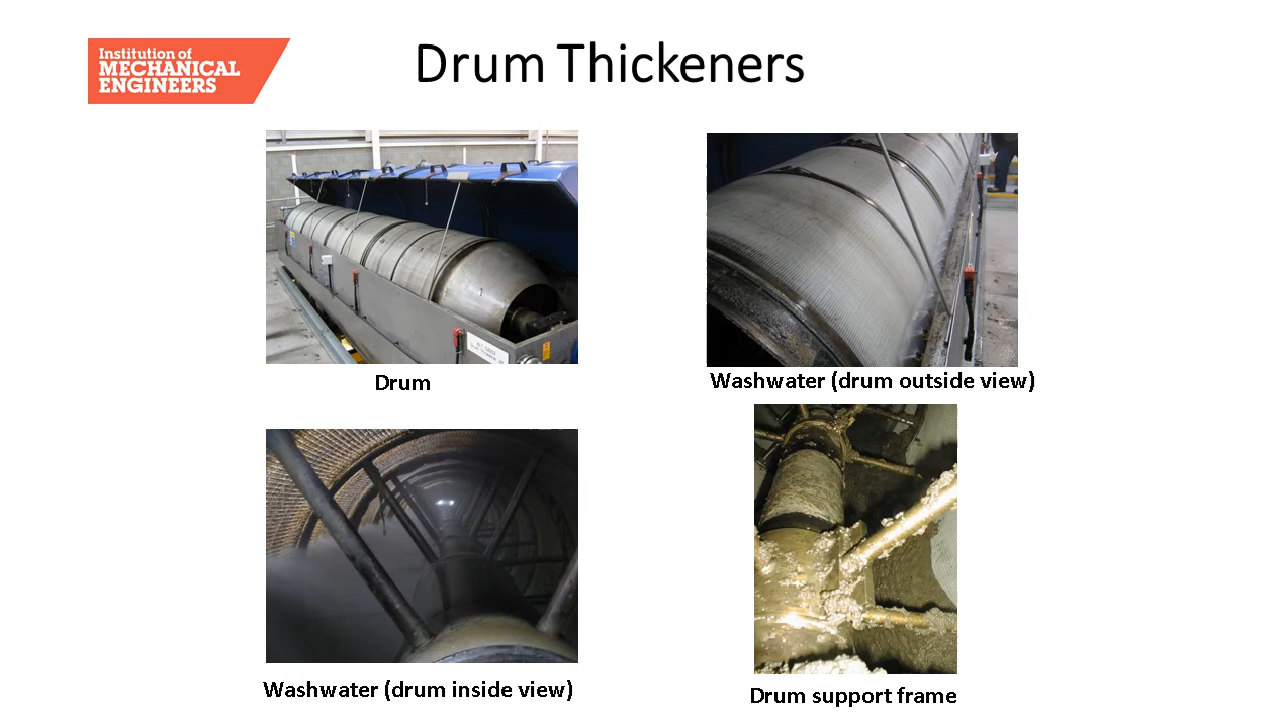 Institution of
MECHANICAL
ENGINEERS
Drum Thickeners
Drum
Washwater (drum outside view)
Washwater (drum inside view)
Drum support frame